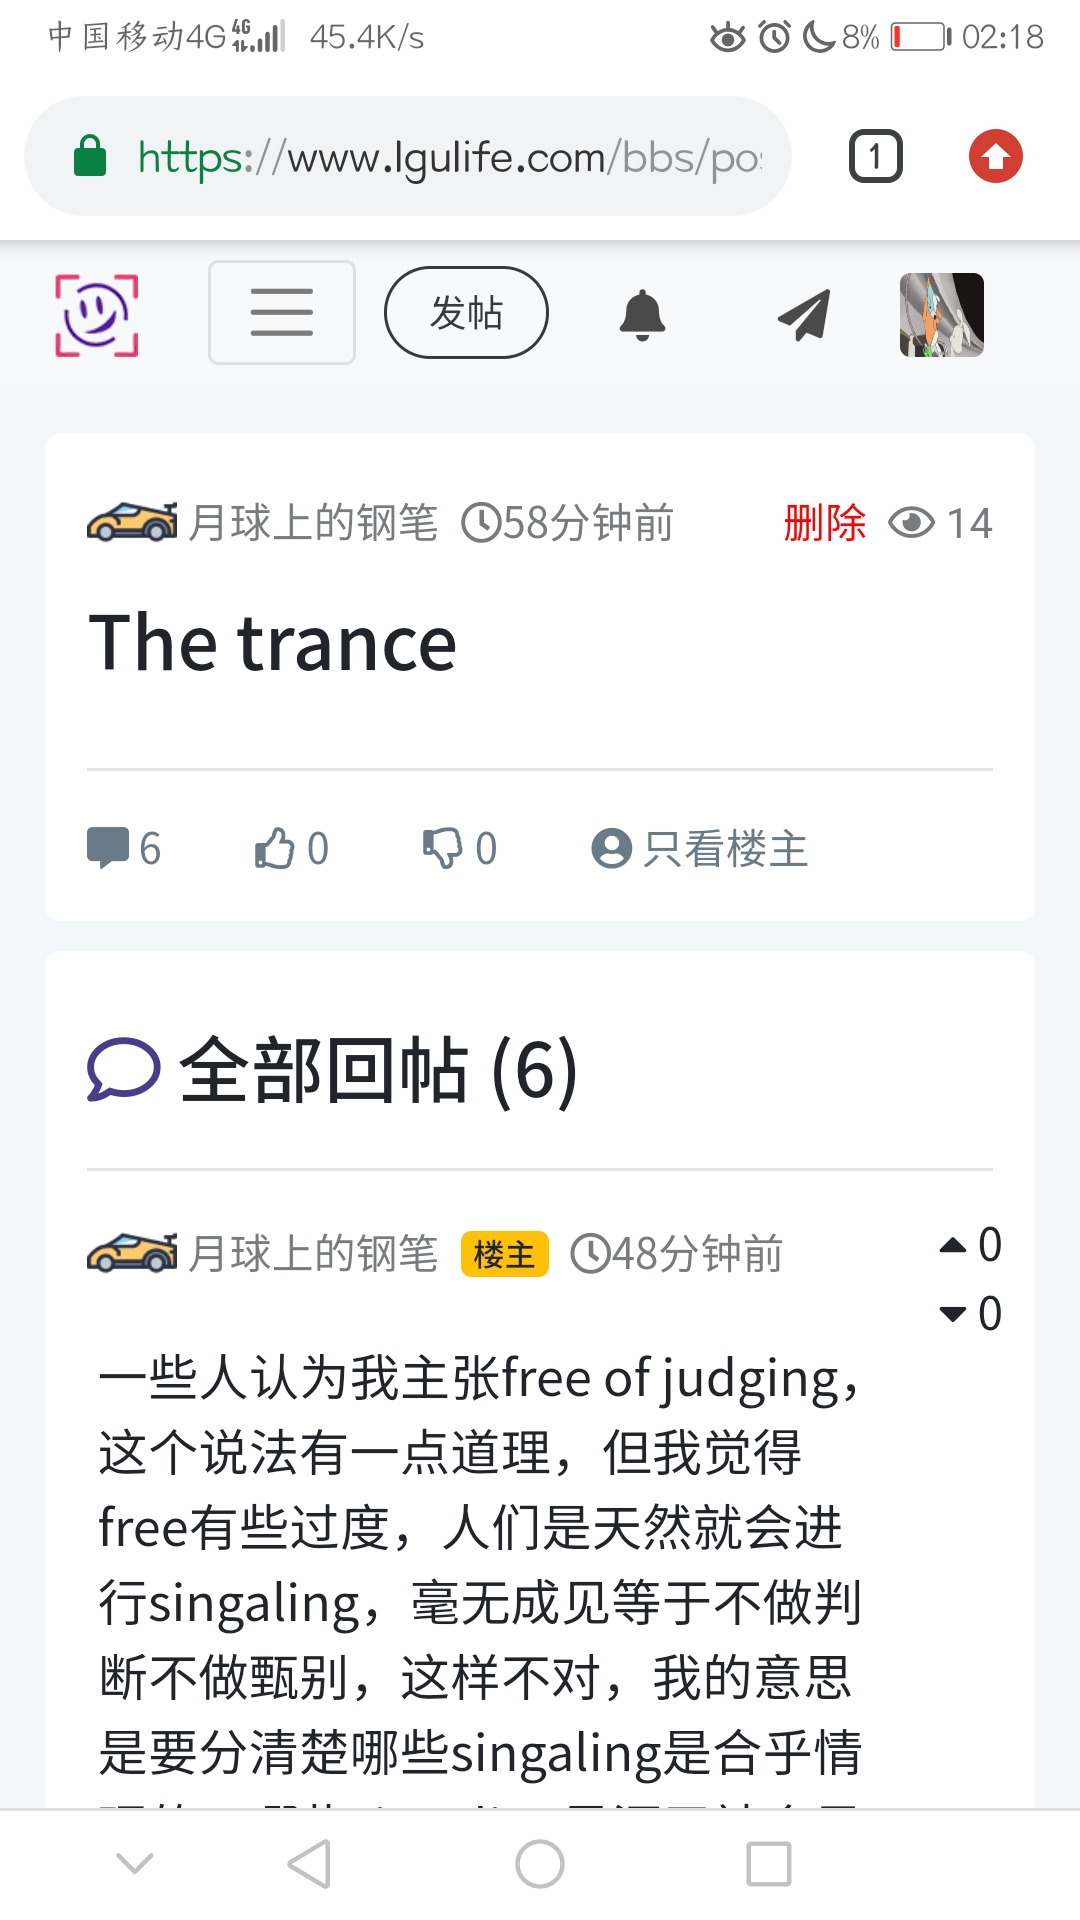 中国移动4G 4G 45.4K/s 8% 02:18
https://www.lgulife.com/bbs/po
1
发帖
月球上的钢笔 58分钟前 删除 14
The trance
6 0 0 只看楼主
全部回帖 (6)
月球上的钢笔 楼主 48分钟前 0
0
一些人认为我主张free of judging，
这个说法有一点道理，但我觉得
free有些过度，人们是天然就会进
行singaling，毫无成见等于不做判
断不做甄别，这样不对，我的意思
是要分清楚哪些singaling是合乎情